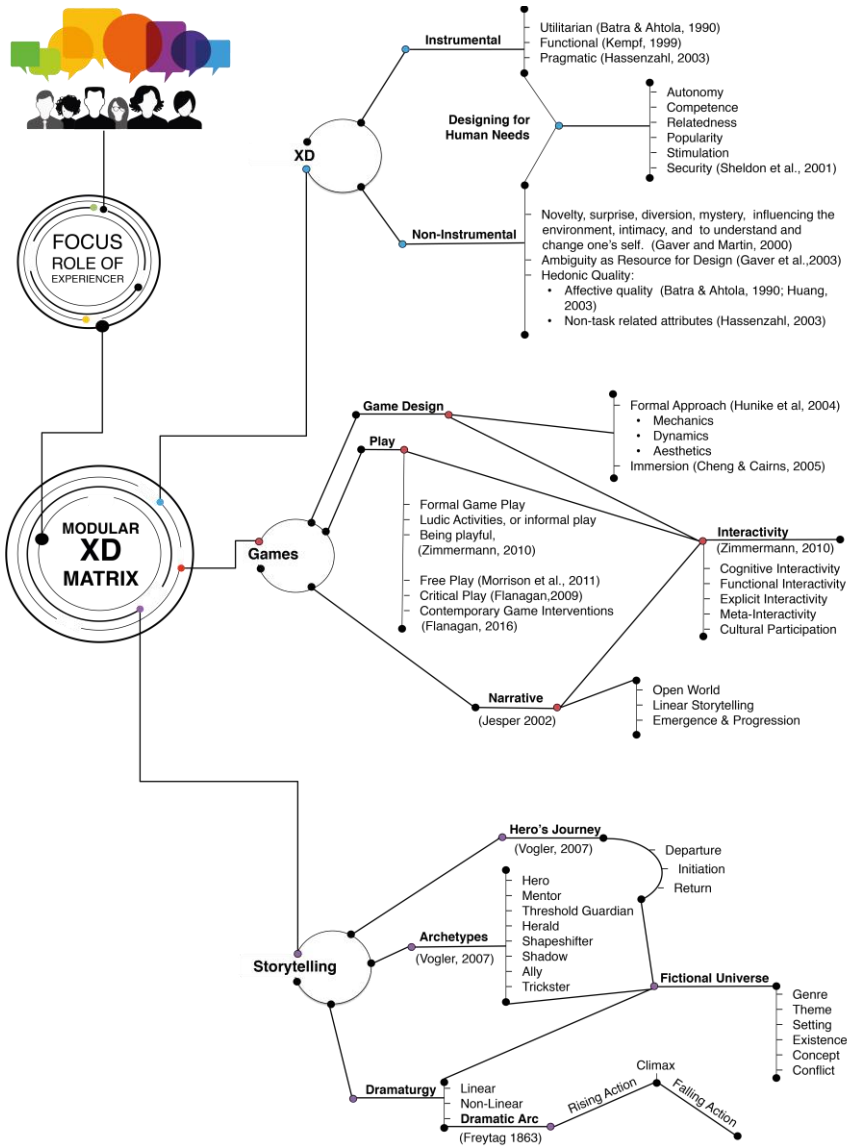 FOCUS
ROLE OF
EXPERIENCER
MODULAR
XD
MATRIX
XD
Instrumental
Utilitarian (Batra & Ahtola, 1990)
Functional (Kempf, 1999)
Pragmatic (Hassenzahl, 2003)
Designing for
Human Needs
Autonomy
Competence
Relatedness
Popularity
Stimulation
Security (Sheldon et al., 2001)
Non-Instrumental
Novelty, surprise, diversion, mystery, influencing the
environment, intimacy, and to understand and
change one's self. (Gaver and Martin, 2000)
Ambiguity as Resource for Design (Gaver et al.,2003)
Hedonic Quality:
• Affective quality (Batra & Ahtola, 1990; Huang,
2003)
• Non-task related attributes (Hassenzahl, 2003)
Games
Game Design
Formal Approach (Hunike et al, 2004)
• Mechanics
• Dynamics
• Aesthetics
Immersion (Cheng & Cairns, 2005)
Play
Formal Game Play
Ludic Activities, or informal play
Being playful,
(Zimmermann, 2010)
Free Play (Morrison et al., 2011)
Critical Play (Flanagan,2009)
Contemporary Game Interventions
(Flanagan, 2016)
Interactivity
(Zimmermann, 2010)
Cognitive Interactivity
Functional Interactivity
Explicit Interactivity
Meta-Interactivity
Cultural Participation
Narrative
(Jesper 2002)
Open World
Linear Storytelling
Emergence & Progression
Storytelling
Hero's Journey
(Vogler, 2007)
Departure
Initiation
Return
Archetypes
(Vogler, 2007)
Hero
Mentor
Threshold Guardian
Herald
Shapeshifter
Shadow
Ally
Trickster
Fictional Universe
Genre
Theme
Setting
Existence
Concept
Conflict
Dramaturgy
Linear
Non-Linear
Dramatic Arc
(Freytag 1863)
Rising Action
Climax
Falling Action